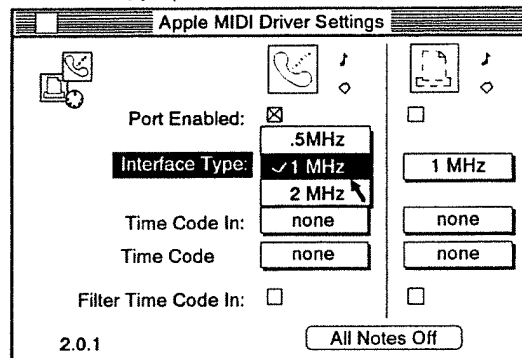 Apple MIDI Driver Settings
Port Enabled:
.5MHz
Interface Type: ✓1 MHz 1 MHz
2 MHz
Time Code In: none none
Time Code none none
Filter Time Code In:
2.0.1 All Notes Off